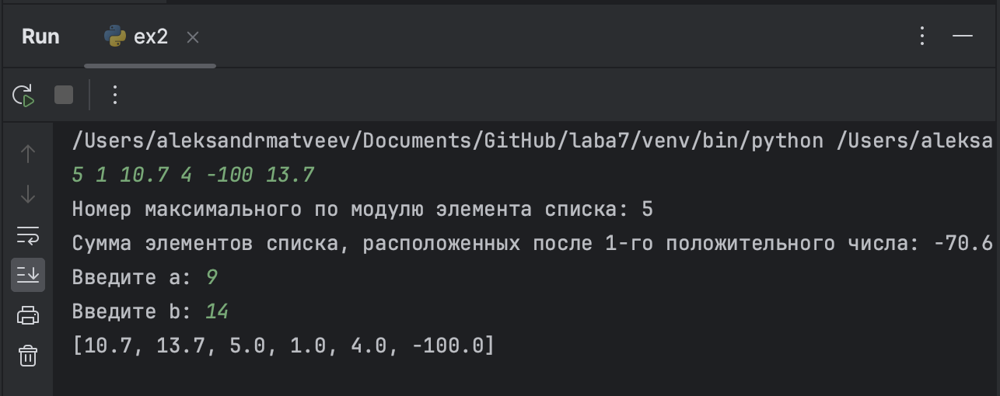 Run ex2
/Users/aleksandrmatveev/Documents/GitHub/laba7/venv/bin/python /Users/aleksa
5 1 10.7 4 -100 13.7
Номер максимального по модулю элемента списка: 5
Сумма элементов списка, расположенных после 1-го положительного числа: -70.6
Введите a: 9
Введите b: 14
[10.7, 13.7, 5.0, 1.0, 4.0, -100.0]